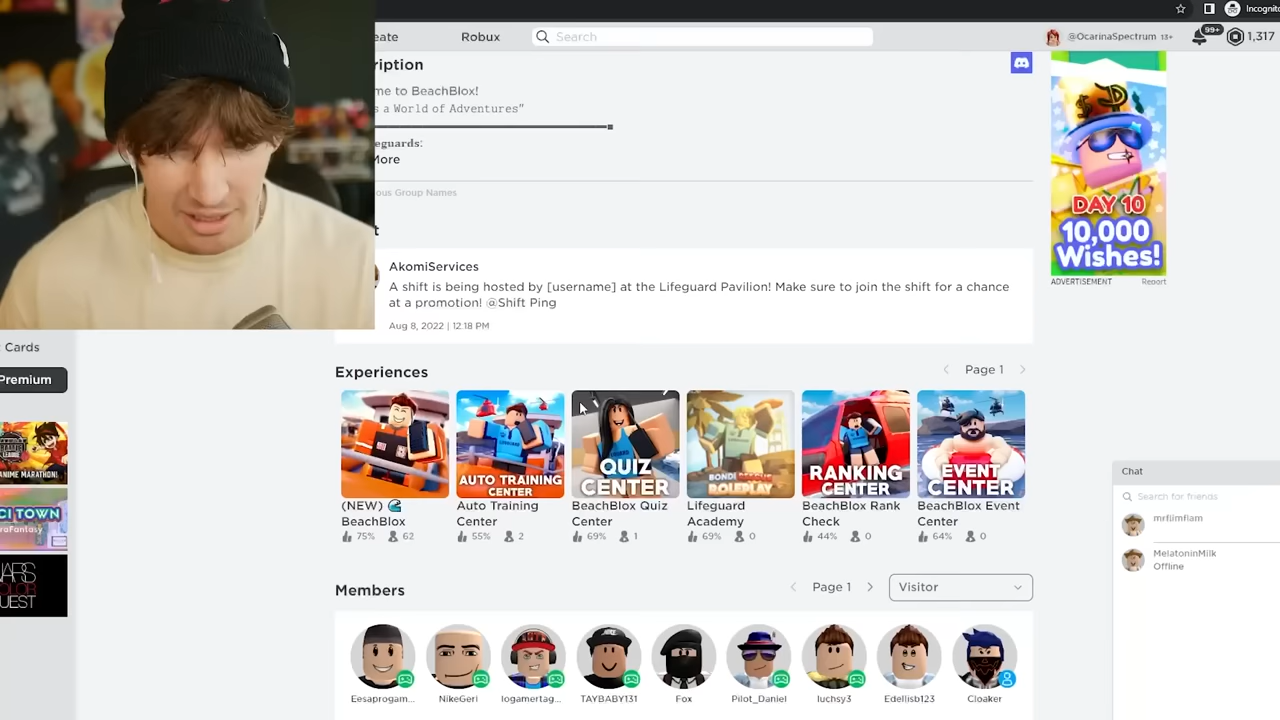 Incognito
eate
Robux
Search
@OcarinaSpectrum 13+
99+
1,317
ription
me to BeachBlox!
s a World of Adventures"
eguards:
More
ous Group Names
t
AkomiServices
A shift is being hosted by [username] at the Lifeguard Pavilion! Make sure to join the shift for a chance
at a promotion! @Shift Ping
Aug 8, 2022 | 12:18 PM
DAY 10
10,000
Wishes!
ADVERTISEMENT
Report
Cards
Premium
ANIME MARATHON!
CI TOWN
WARS
Experiences
Page 1
AUTO TRAINING
CENTER
QUIZ
CENTER
ROLEPLAY
RANKING
CENTER
EVENT
CENTER
(NEW) 🌊
BeachBlox
75% 62
Auto Training
Center
55% 2
BeachBlox Quiz
Center
69% 1
Lifeguard
Academy
69% 0
BeachBlox Rank
Check
44% 0
BeachBlox Event
Center
64% 0
Chat
Search for friends
mrflimflam
MelatoninMilk
Offline
Members
Page 1
Visitor
Eesaprogam...
NikeGeri
logamertag...
TAYBABY131
Fox
Pilot_Daniel
luchsy3
Edellisb123
Cloaker